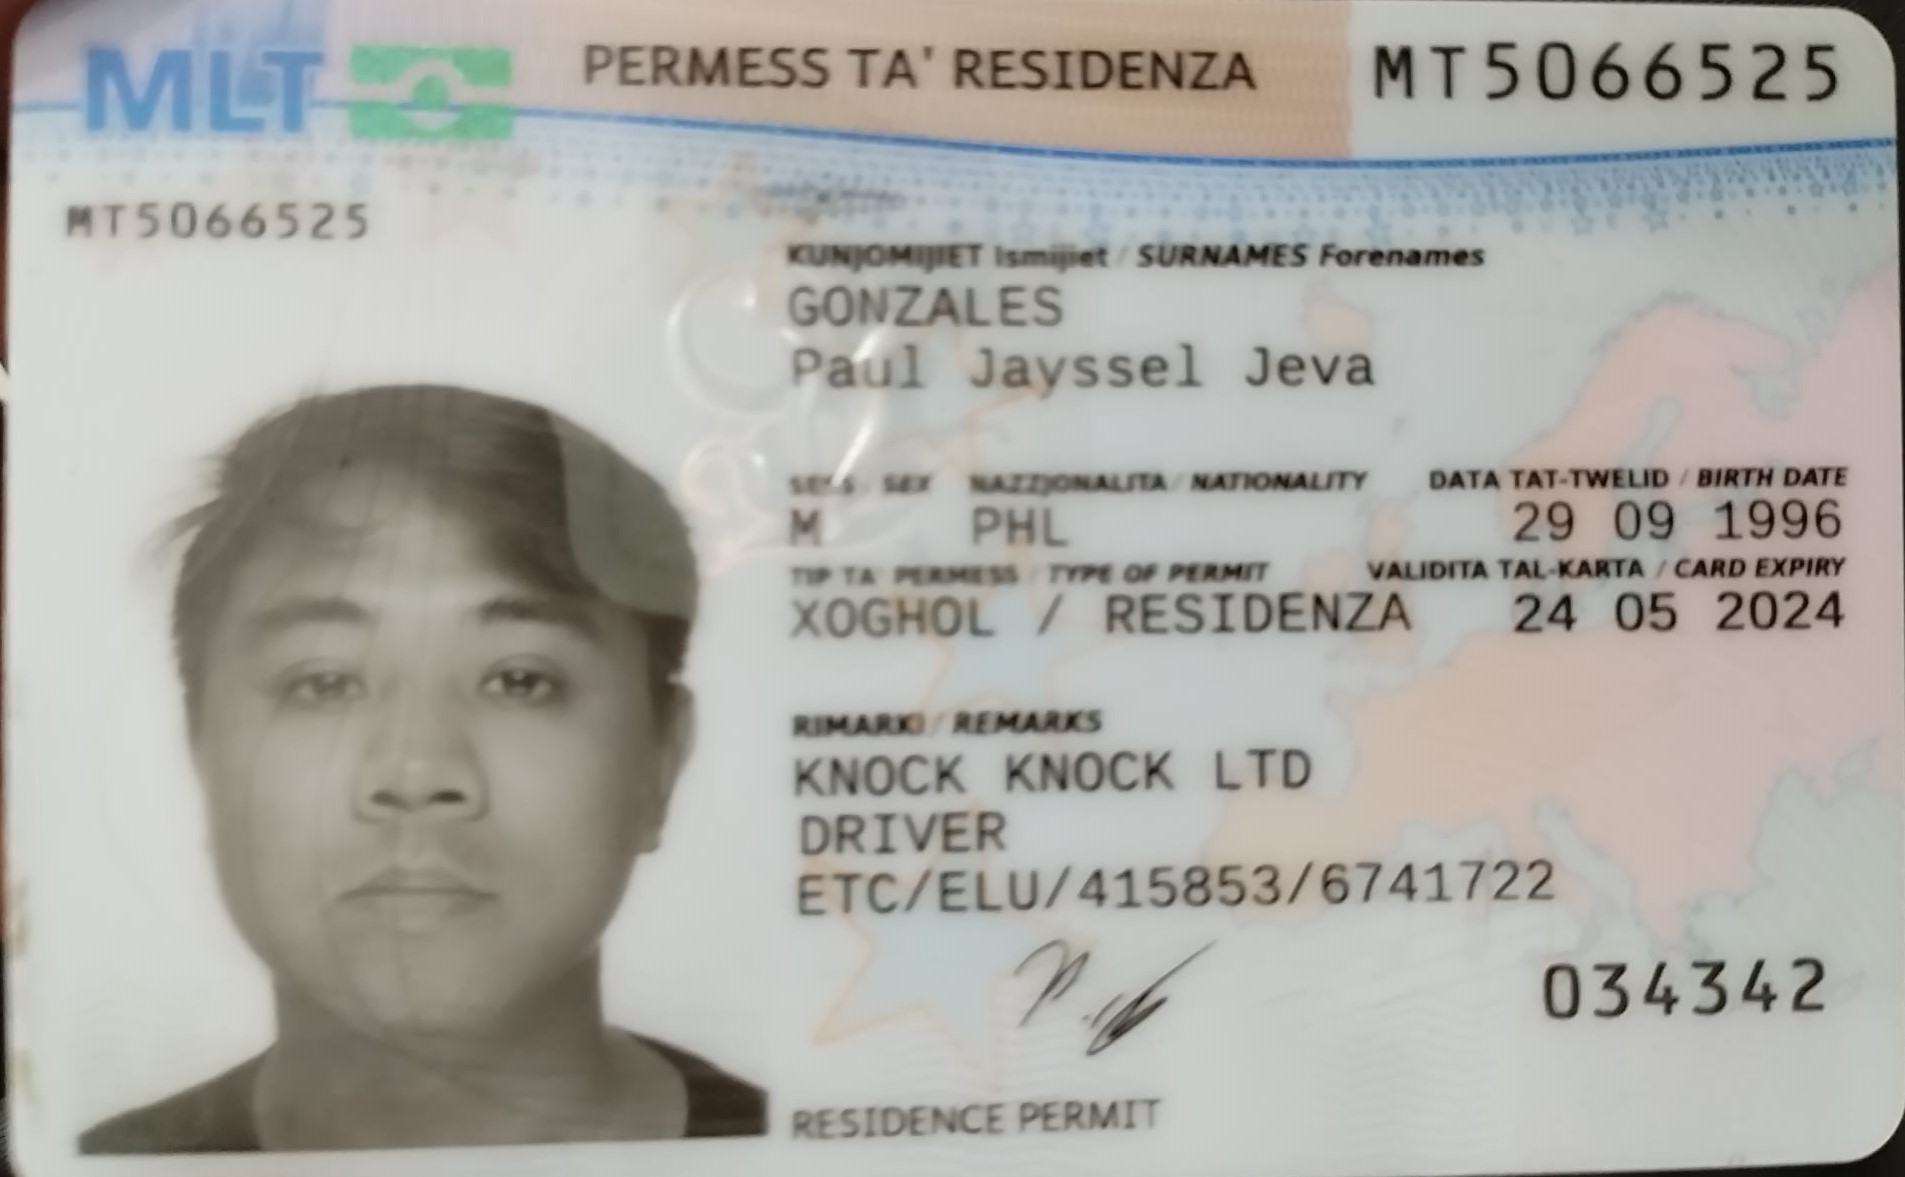 MLT PERMESS TA' RESIDENZA MT5066525
MT5066525
KUNJOMIJIET Ismijiet / SURNAMES Forenames
GONZALES
Paul Jayssel Jeva
SESS SEX NAZZJONALITA / NATIONALITY DATA TAT-TWELID / BIRTH DATE
M PHL 29 09 1996
TIP TA' PERMESS / TYPE OF PERMIT VALIDITA TAL-KARTA / CARD EXPIRY
XOGHOL / RESIDENZA 24 05 2024
RIMARKI / REMARKS
KNOCK KNOCK LTD
DRIVER
ETC/ELU/415853/6741722
034342
RESIDENCE PERMIT